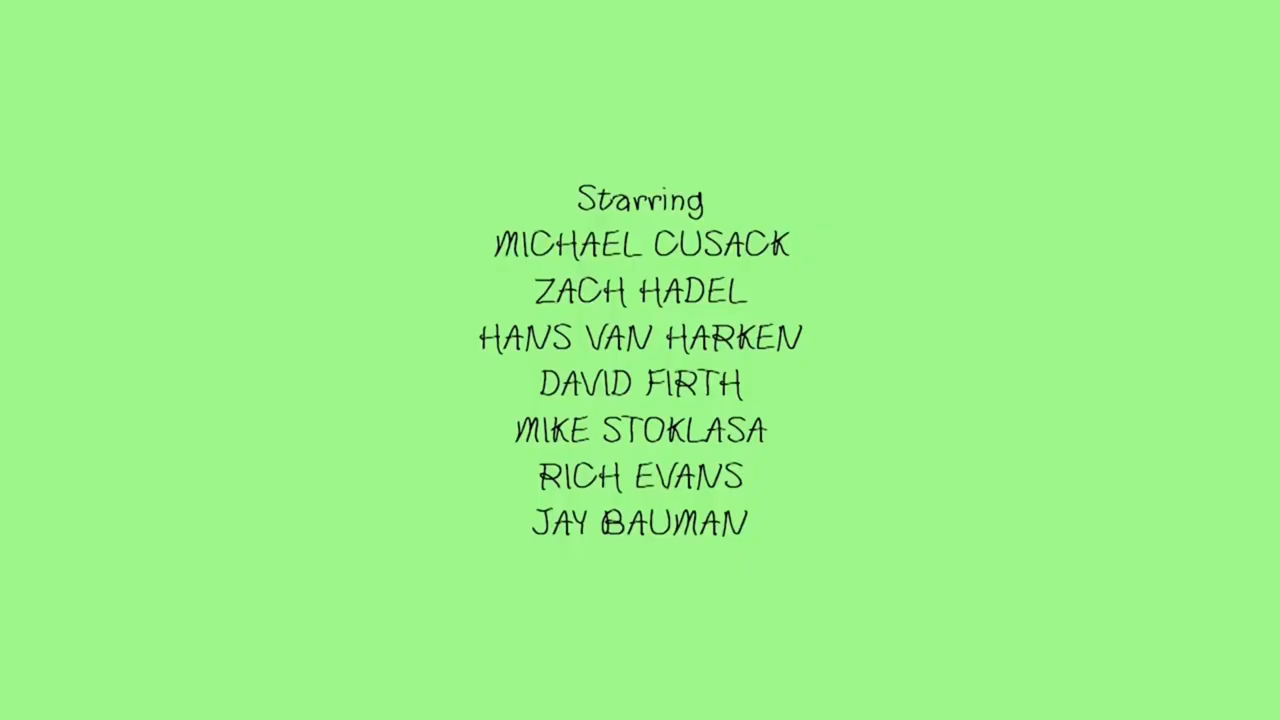 Starring
MICHAEL CUSACK
ZACH HADEL
HANS VAN HARKEN
DAVID FIRTH
MIKE STOKLASA
RICH EVANS
JAY BAUMAN